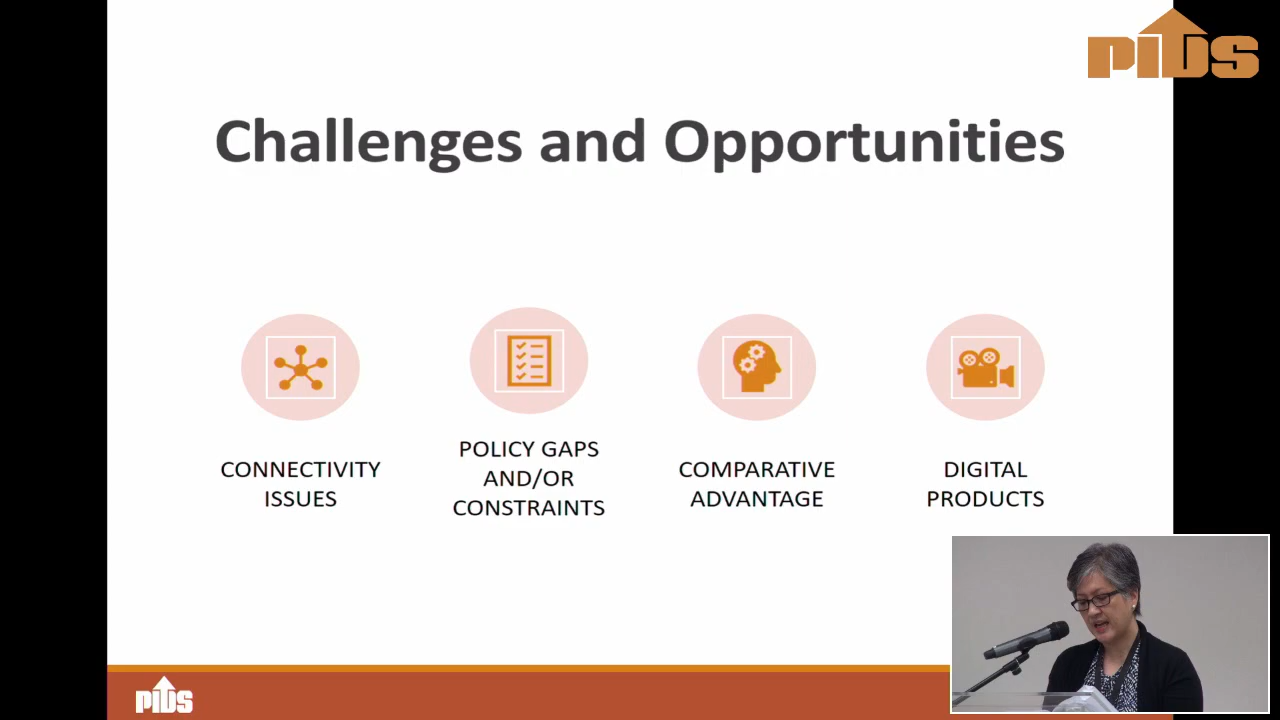 PIDS
Challenges and Opportunities
CONNECTIVITY
ISSUES
POLICY GAPS
AND/OR
CONSTRAINTS
COMPARATIVE
ADVANTAGE
DIGITAL
PRODUCTS
PIDS